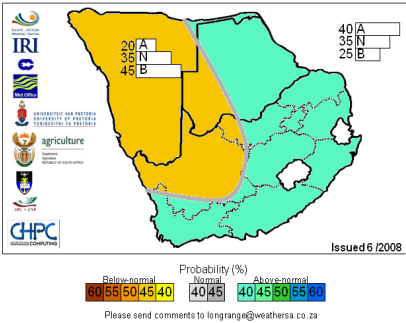 South African
Weather Service
IRI
Met Office
UNIVERSITEIT VAN PRETORIA
UNIVERSITY OF PRETORIA
YUNIBESITHI YA PRETORIA
agriculture
Department:
Agriculture
REPUBLIC OF SOUTH AFRICA
CHPC
COMPUTING
20 A
35 N
45 B
40 A
35 N
25 B
Issued 6 /2008
Probability (%)
Below-normal Normal Above-normal
60 55 50 45 40 40 45 40 45 50 55 60
Please send comments to longrange@weathersa.co.za